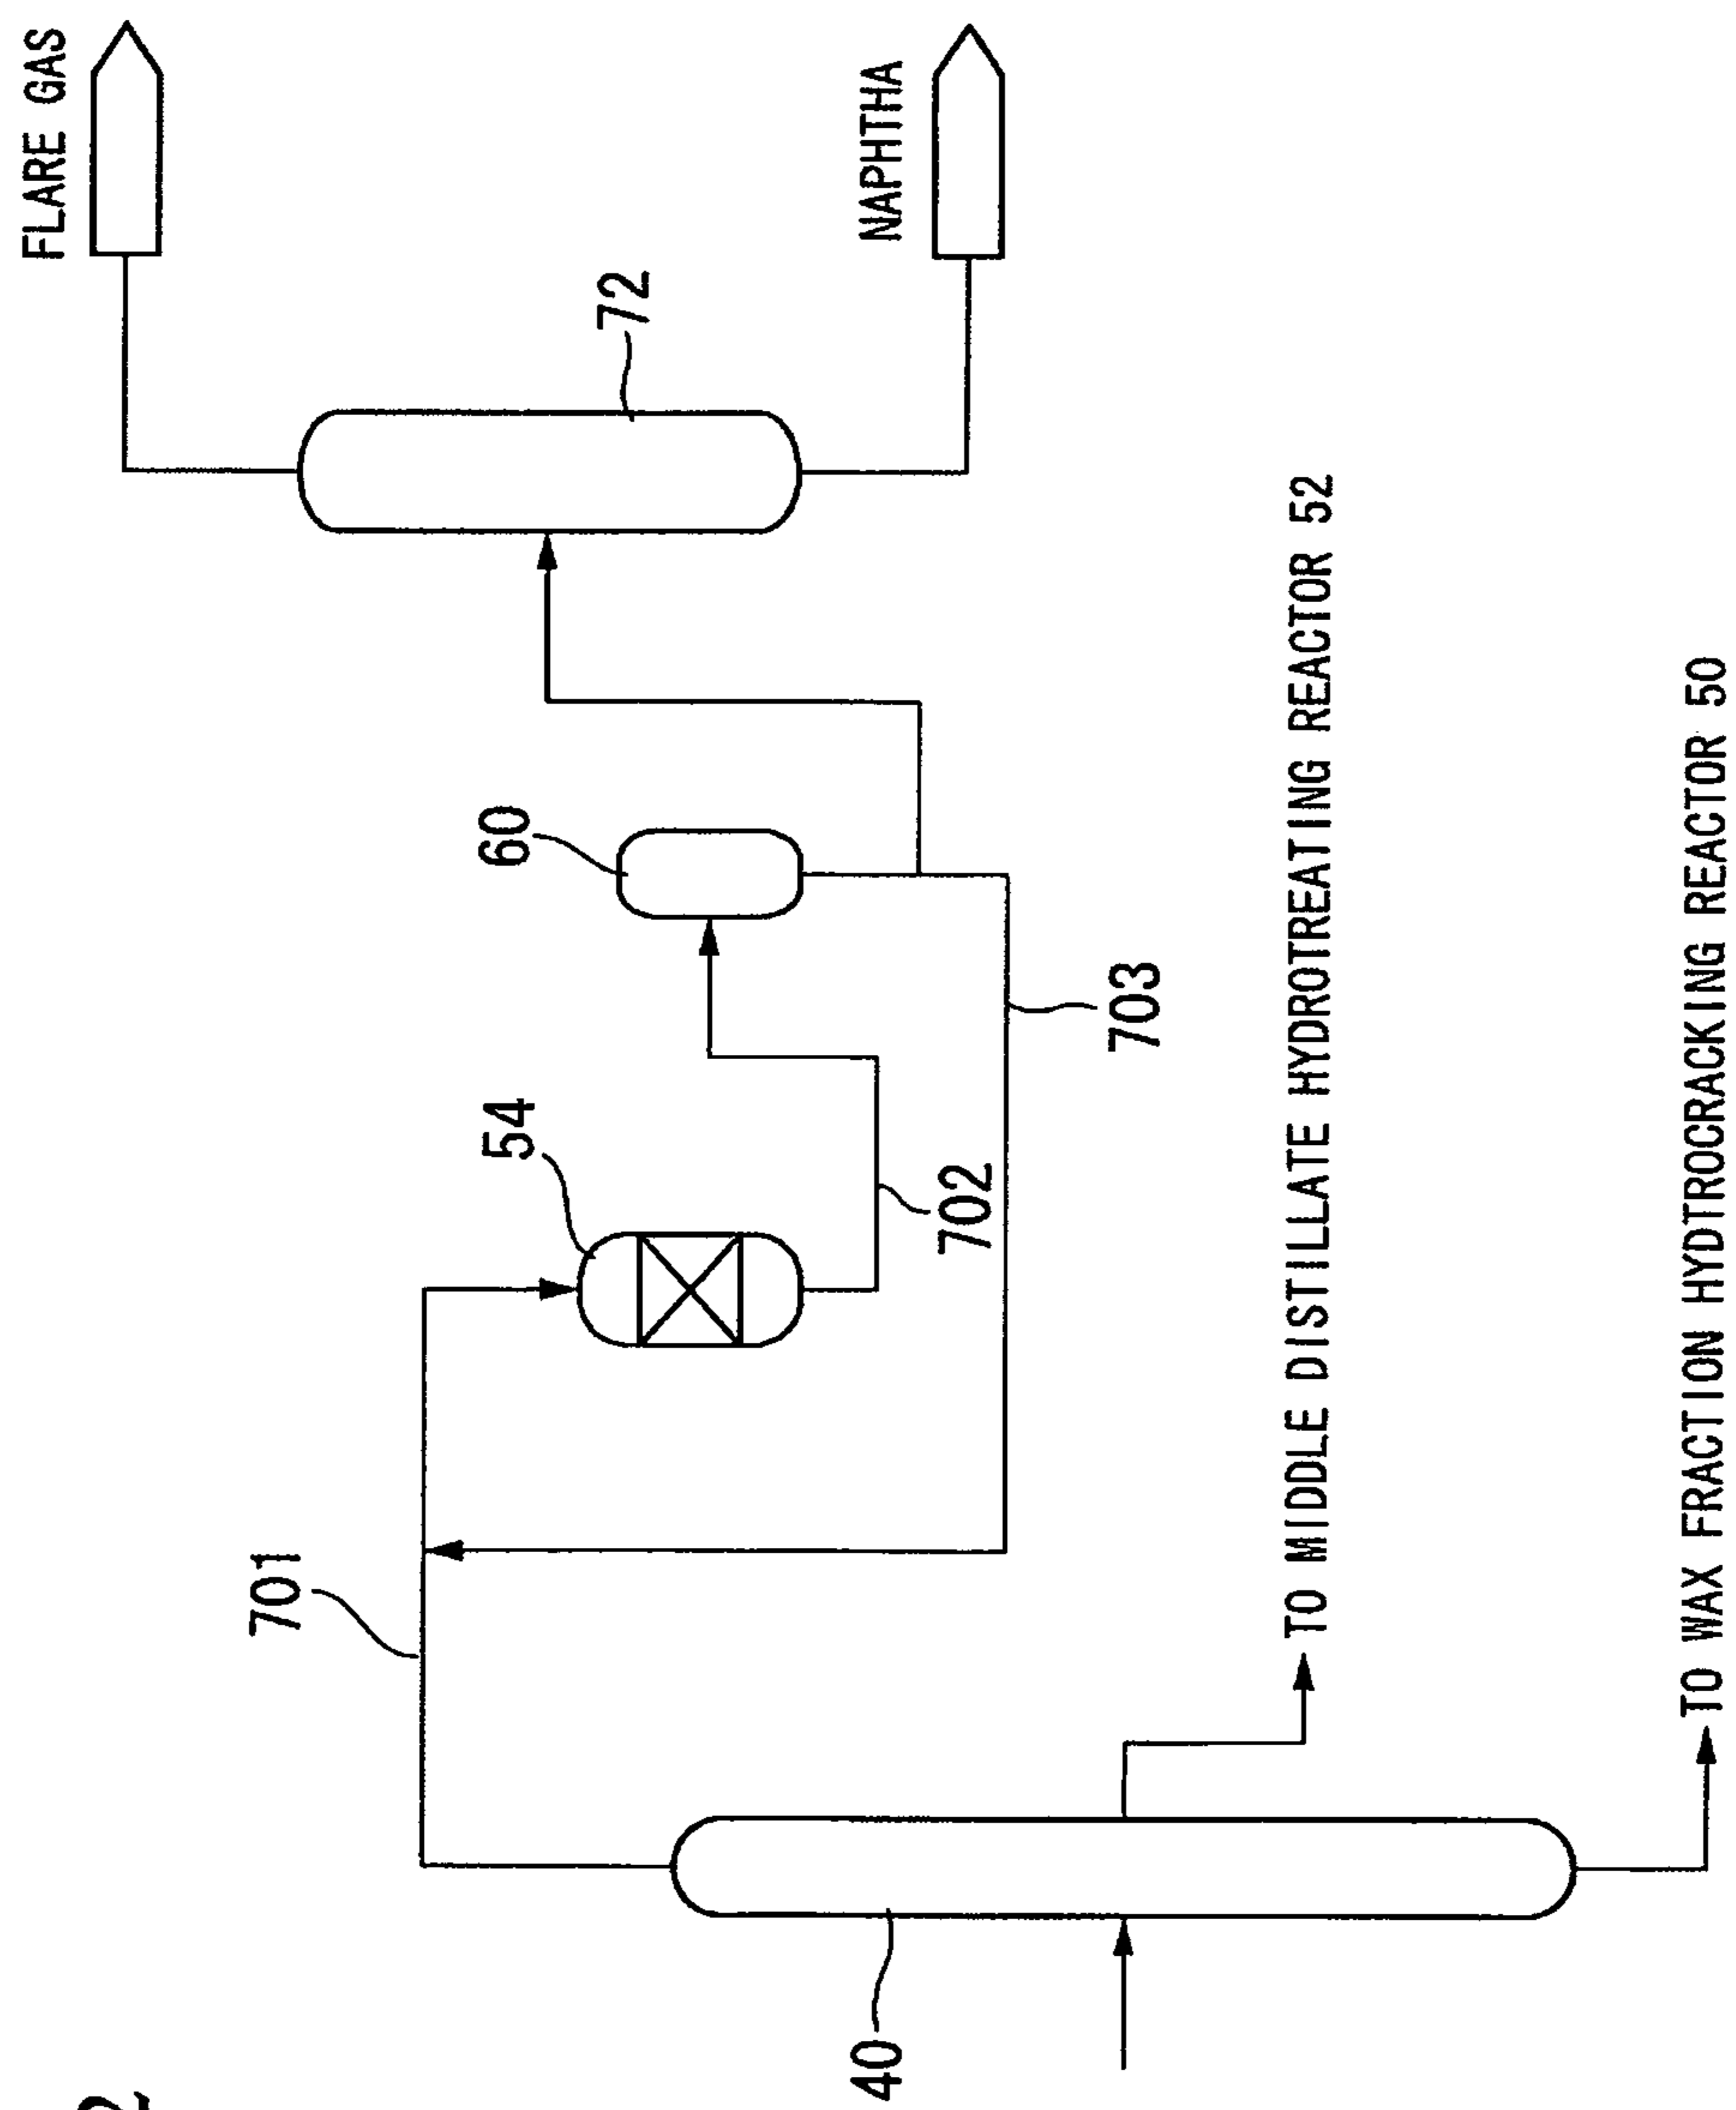 FLARE GAS
72
NAPHTHA
60
54
702
703
701
TO MIDDLE DISTILLATE HYDROTREATING REACTOR 52
40
TO WAX FRACTION HYDTROCRACKING REACTOR 50